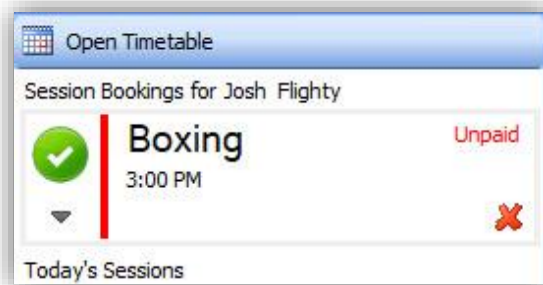 Open Timetable
Session Bookings for Josh Flighty
Boxing
Unpaid
3:00 PM
Today's Sessions